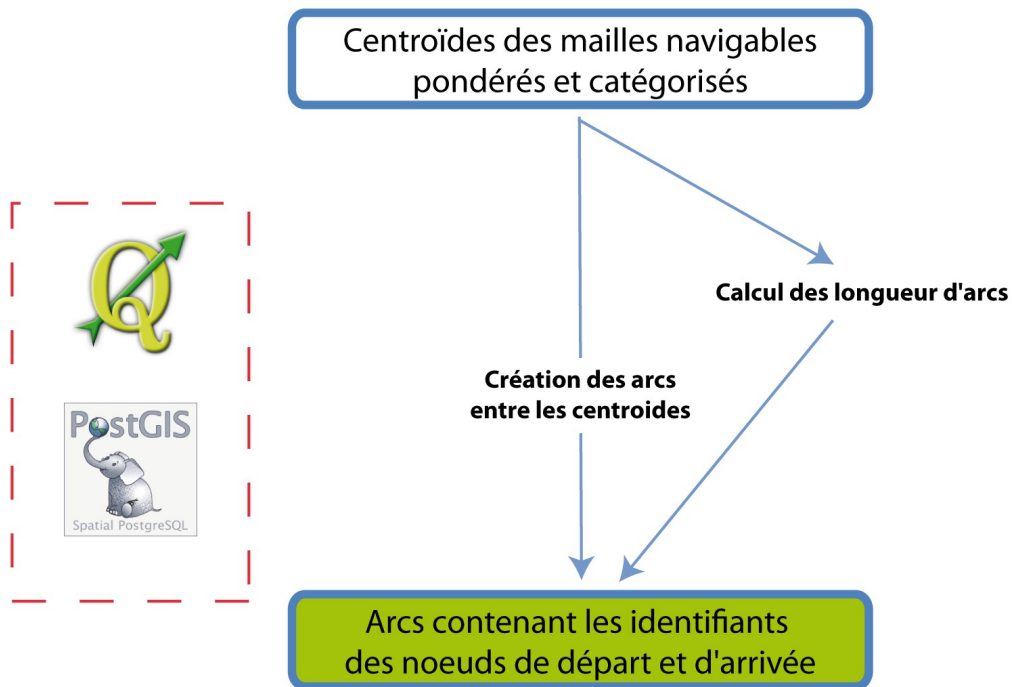 Centroïdes des mailles navigables
pondérés et catégorisés
Calcul des longueur d'arcs
Création des arcs
entre les centroides
PostGIS
Spatial PostgreSQL
Arcs contenant les identifiants
des noeuds de départ et d'arrivée